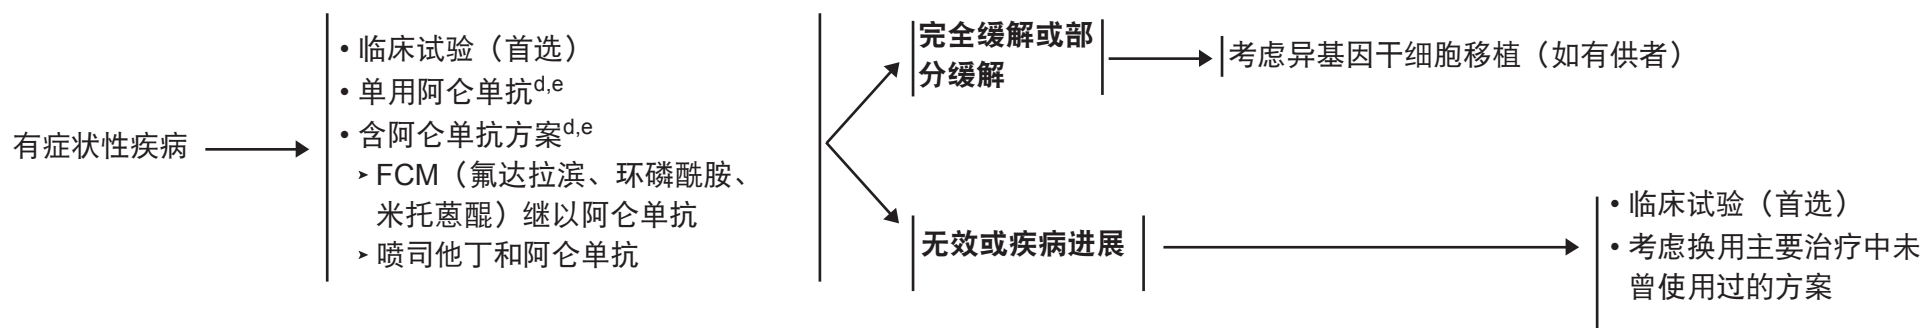 有症状性疾病
• 临床试验（首选）
• 单用阿仑单抗d,e
• 含阿仑单抗方案d,e
➢ FCM（氟达拉滨、环磷酰胺、
米托蒽醌）继以阿仑单抗
➢ 喷司他丁和阿仑单抗
完全缓解或部
分缓解
考虑异基因干细胞移植（如有供者）
无效或疾病进展
• 临床试验（首选）
• 考虑换用主要治疗中未
曾使用过的方案